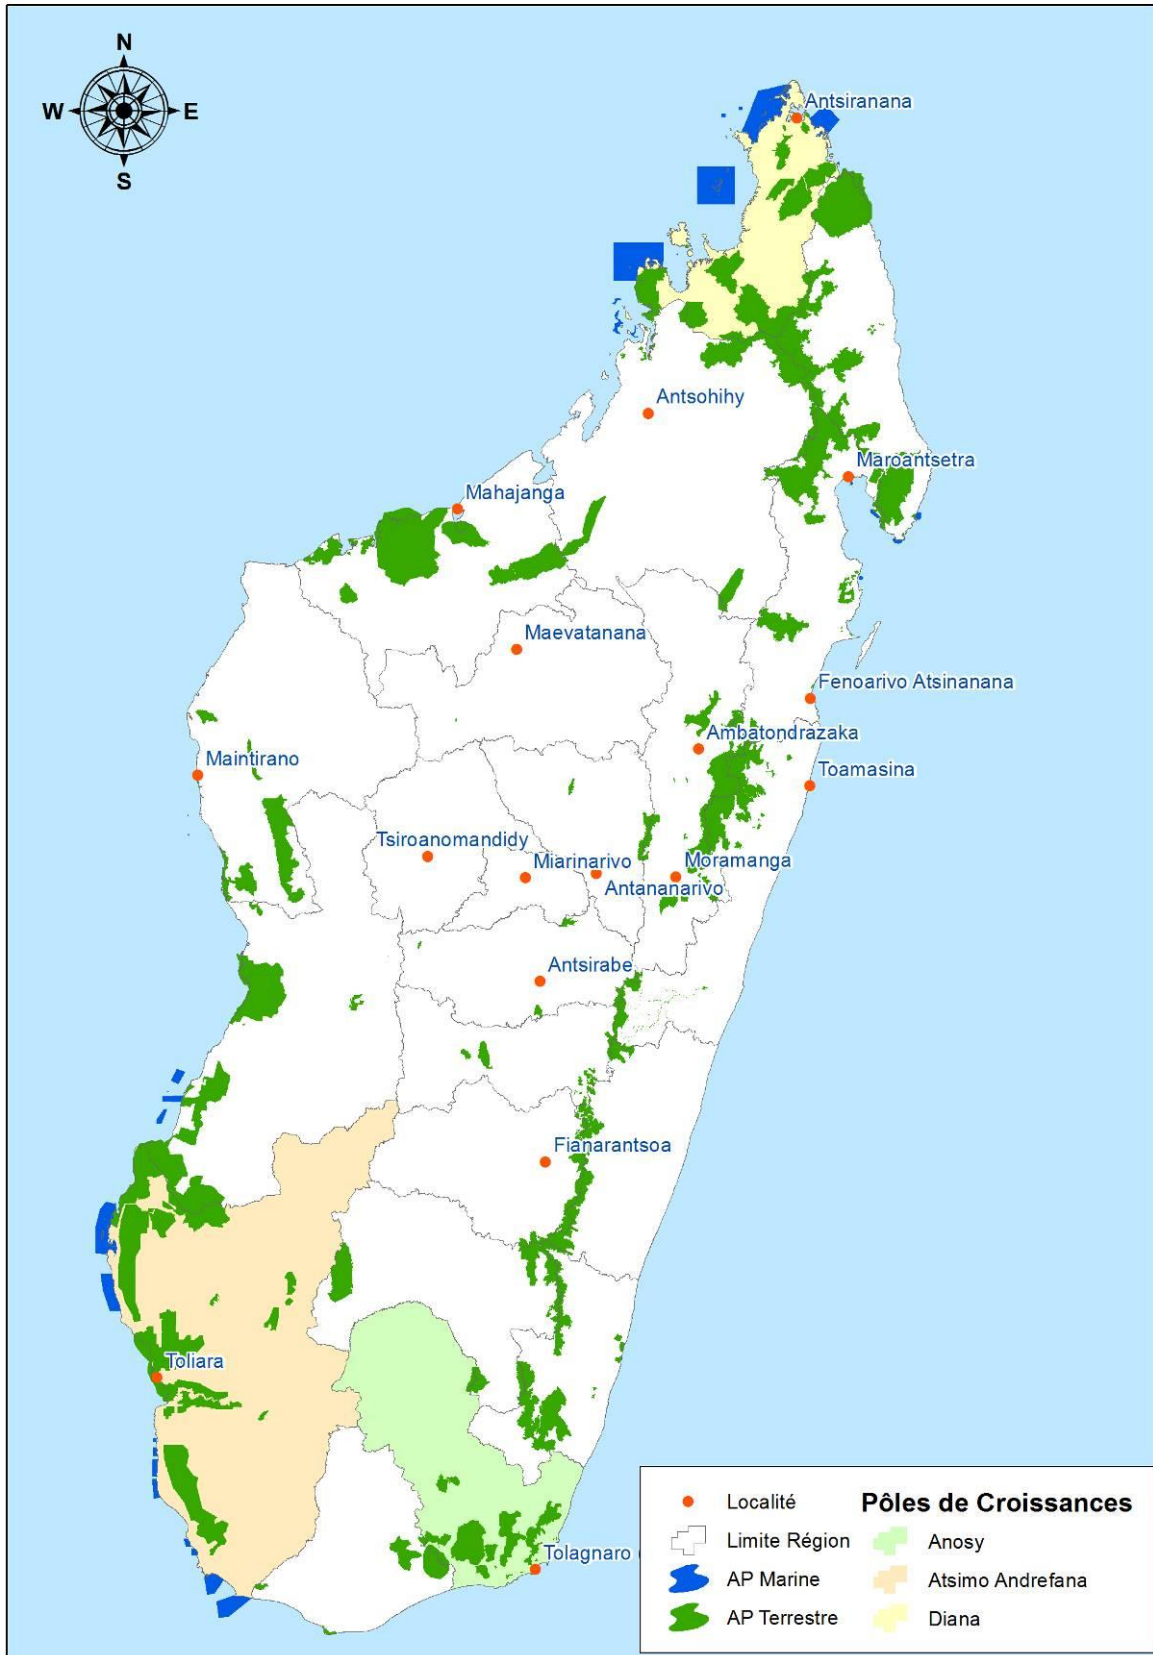 N
W E
S
Antsiranana
Antsohihy
Maroantsetra
Mahajanga
Maevatanana
Fenoarivo Atsinanana
Ambatondrazaka
Maintirano
Toamasina
Tsiroanomandidy
Miarinarivo
Moramanga
Antananarivo
Antsirabe
Fianarantsoa
Toliara
Tolagnaro (
Localité
Limite Région
AP Marine
AP Terrestre
Pôles de Croissances
Anosy
Atsimo Andrefana
Diana